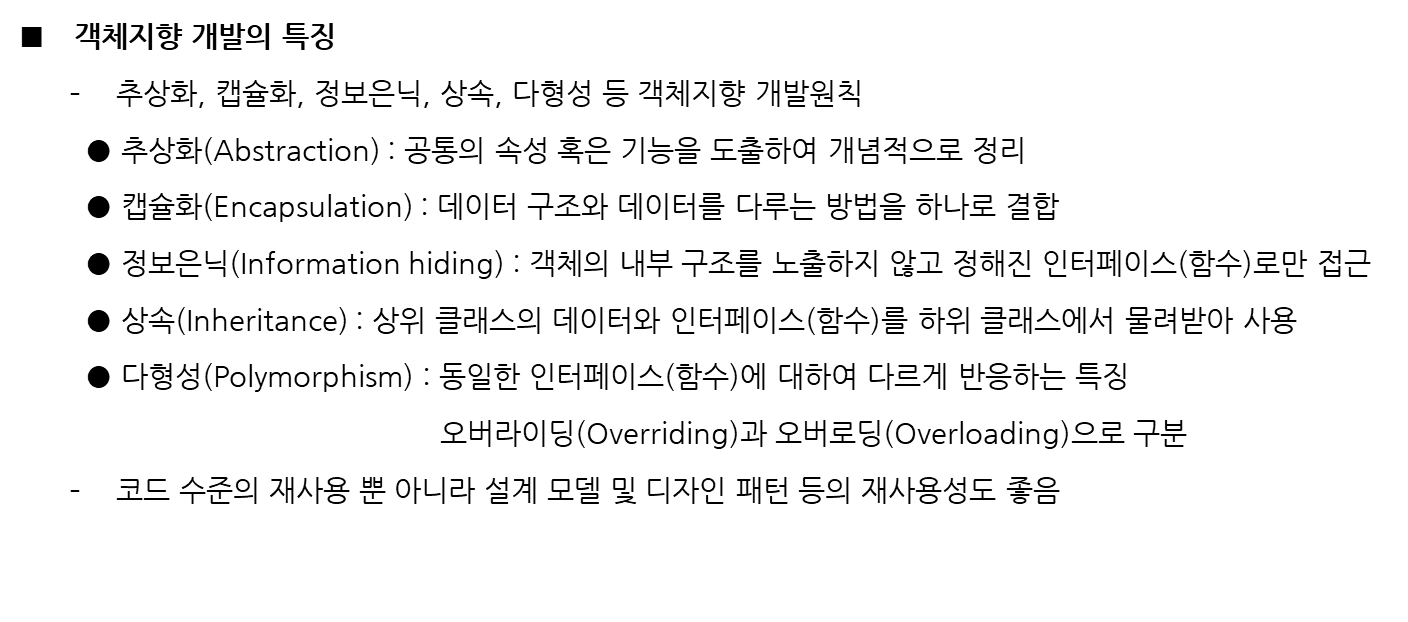 ■ 객체지향 개발의 특징
- 추상화, 캡슐화, 정보은닉, 상속, 다형성 등 객체지향 개발원칙
● 추상화(Abstraction) : 공통의 속성 혹은 기능을 도출하여 개념적으로 정리
● 캡슐화(Encapsulation) : 데이터 구조와 데이터를 다루는 방법을 하나로 결합
● 정보은닉(Information hiding) : 객체의 내부 구조를 노출하지 않고 정해진 인터페이스(함수)로만 접근
● 상속(Inheritance) : 상위 클래스의 데이터와 인터페이스(함수)를 하위 클래스에서 물려받아 사용
● 다형성(Polymorphism) : 동일한 인터페이스(함수)에 대하여 다르게 반응하는 특징
오버라이딩(Overriding)과 오버로딩(Overloading)으로 구분
- 코드 수준의 재사용 뿐 아니라 설계 모델 및 디자인 패턴 등의 재사용성도 좋음